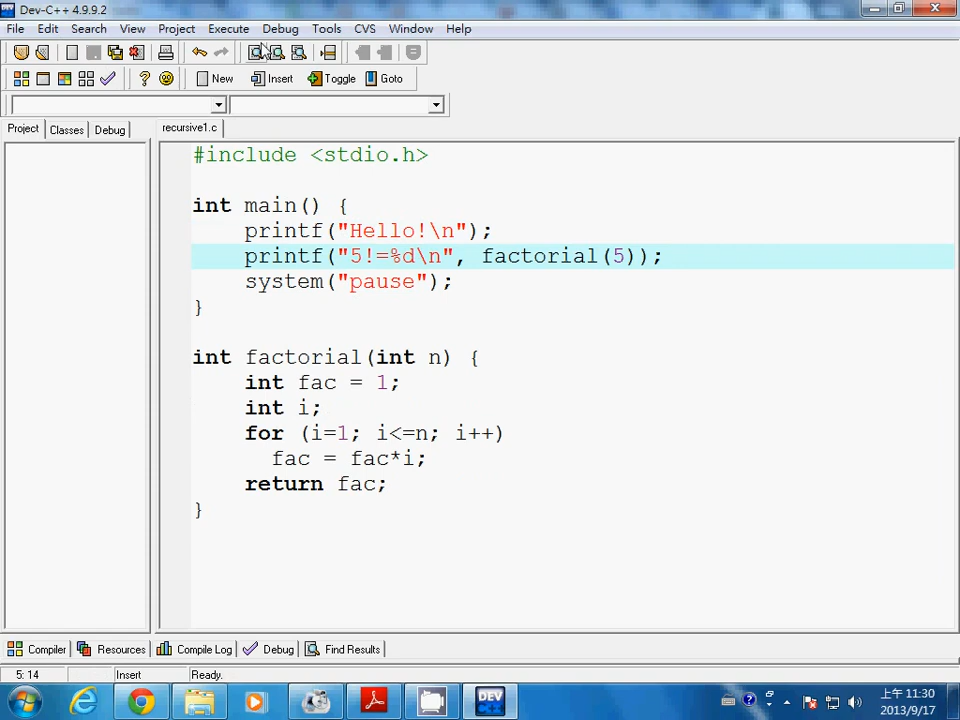 Dev-C++ 4.9.9.2
File Edit Search View Project Execute Debug Tools CVS Window Help
New Insert Toggle Goto
Project Classes Debug recursive1.c
#include <stdio.h>
int main() {
printf("Hello!\n");
printf("5!=%d\n", factorial(5));
system("pause");
}
int factorial(int n) {
int fac = 1;
int i;
for (i=1; i<=n; i++)
fac = fac*i;
return fac;
}
Compiler Resources Compile Log Debug Find Results
5: 14 Insert Ready.
DEV C++
上午 11:30
2013/9/17